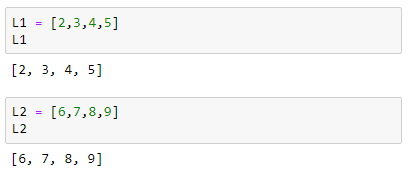 L1 = [2,3,4,5]
L1
[2, 3, 4, 5]
L2 = [6,7,8,9]
L2
[6, 7, 8, 9]